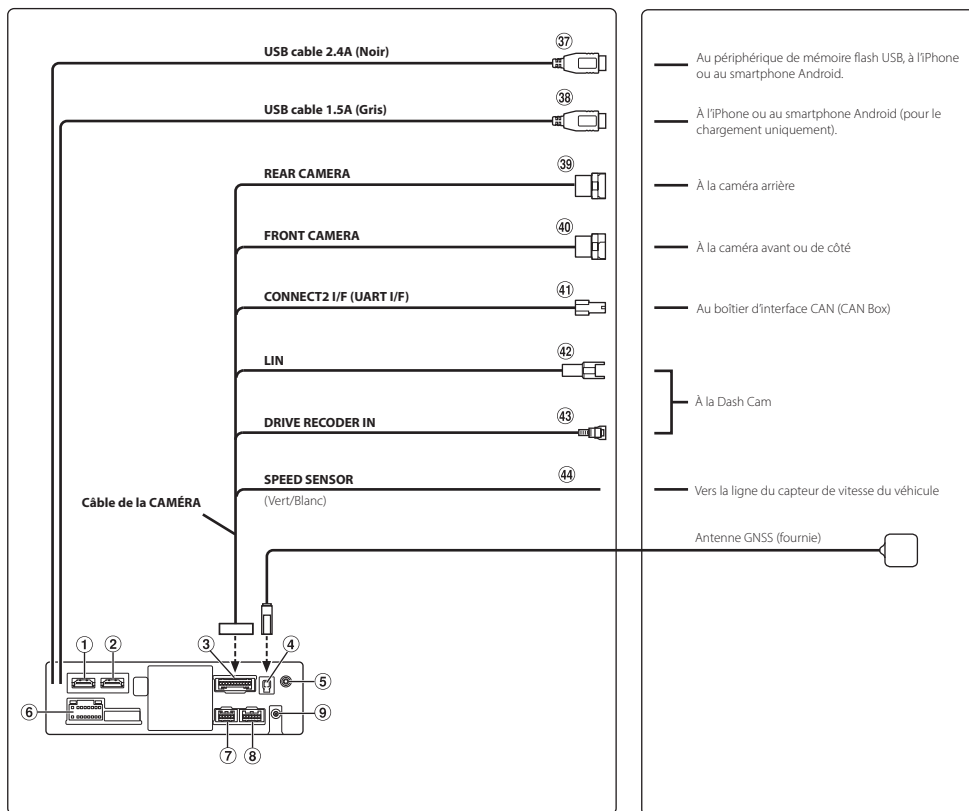 USB cable 2.4A (Noir)
㊲
Au périphérique de mémoire flash USB, à l'iPhone
ou au smartphone Android.
USB cable 1.5A (Gris)
㊳
À l'iPhone ou au smartphone Android (pour le
chargement uniquement).
REAR CAMERA
㊴
À la caméra arrière
FRONT CAMERA
㊵
À la caméra avant ou de côté
CONNECT2 I/F (UART I/F)
㊶
Au boîtier d'interface CAN (CAN Box)
LIN
㊷
À la Dash Cam
DRIVE RECODER IN
㊸
SPEED SENSOR
(Vert/Blanc)
㊹
Vers la ligne du capteur de vitesse du véhicule
Câble de la CAMÉRA
Antenne GNSS (fournie)
①
②
③
④
⑤
⑥
⑦
⑧
⑨